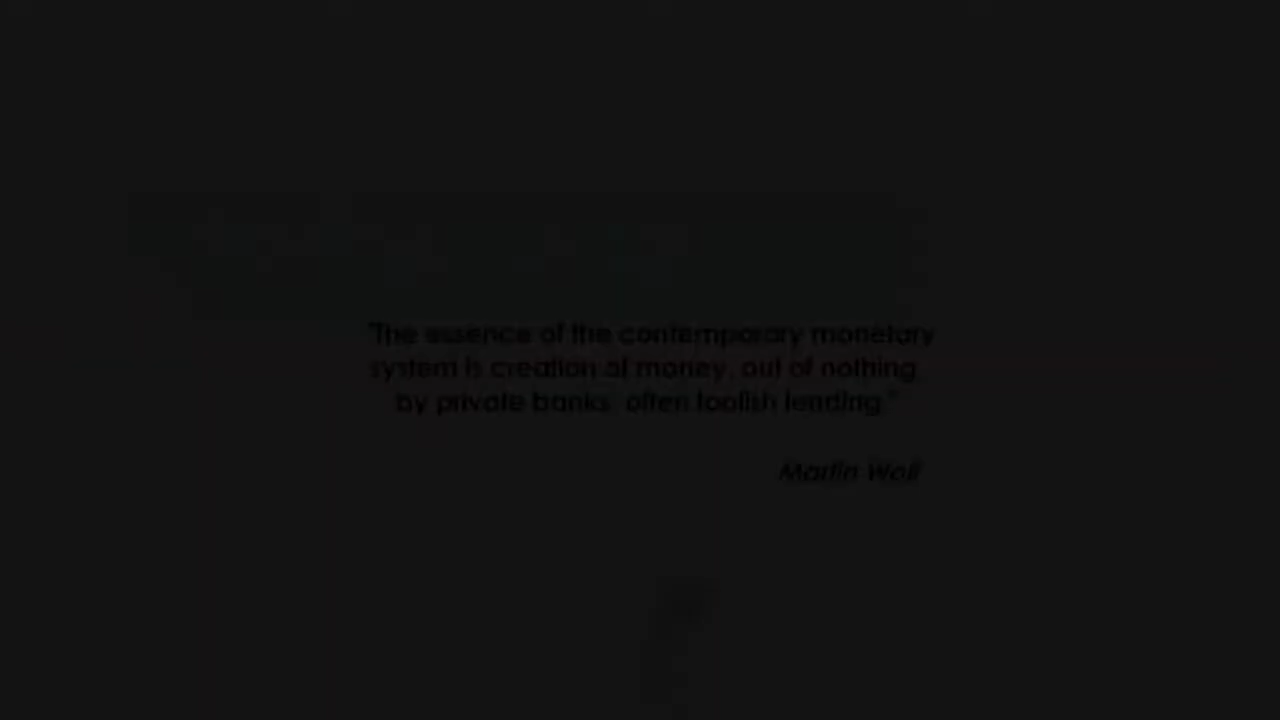 "The essence of the contemporary monetary
system is creation of money, out of nothing
by private banks, often foolish lending."
Martin Wolf